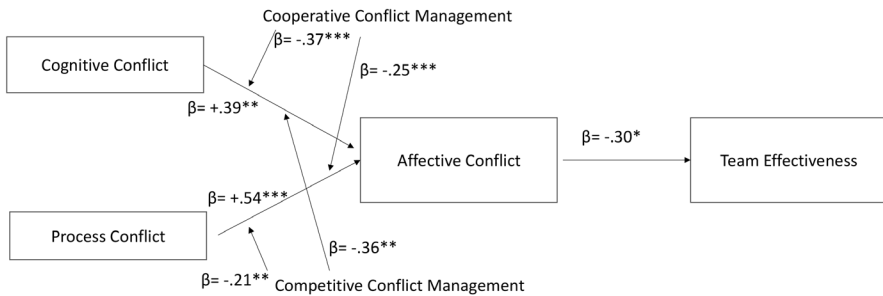 Cooperative Conflict Management
β= -.37***
Cognitive Conflict
β= -.25***
β= +.39**
β= -.30*
Affective Conflict
Team Effectiveness
β= +.54***
Process Conflict
β= -.36**
β= -.21**
Competitive Conflict Management